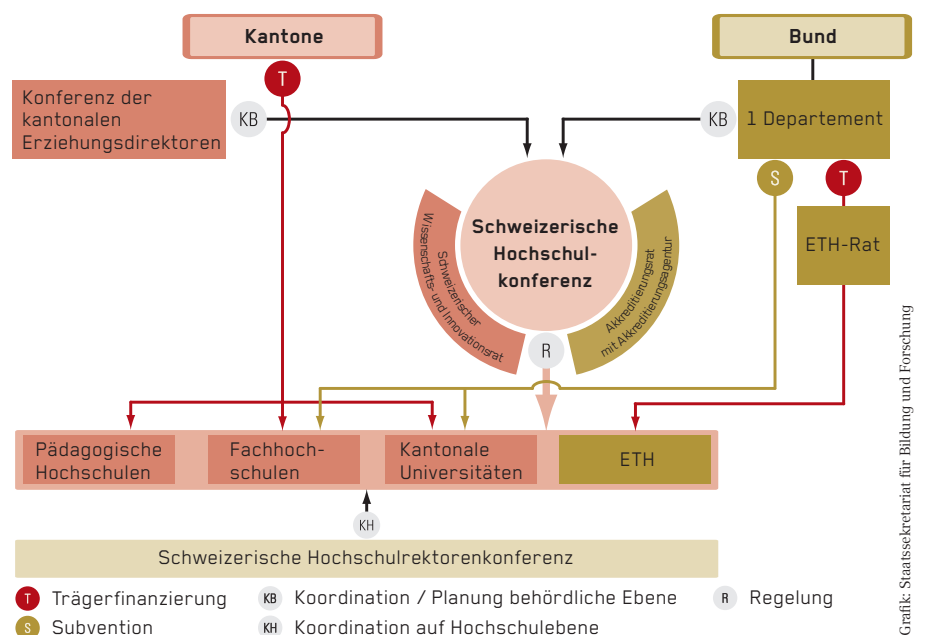 Kantone
Bund
T
Konferenz der
kantonalen
Erziehungsdirektoren
KB
KB
1 Departement
S
T
ETH-Rat
Schweizerische
Hochschul-
konferenz
Schweizerischer
Wissenschafts- und Innovationsrat
Akkreditierungsrat
mit Akkreditierungsagentur
R
Pädagogische
Hochschulen
Fachhoch-
schulen
Kantonale
Universitäten
ETH
KH
Schweizerische Hochschulrektorenkonferenz
T Trägerfinanzierung
KB Koordination / Planung behördliche Ebene
R Regelung
S Subvention
KH Koordination auf Hochschulebene
Grafik: Staatssekretariat für Bildung und Forschung